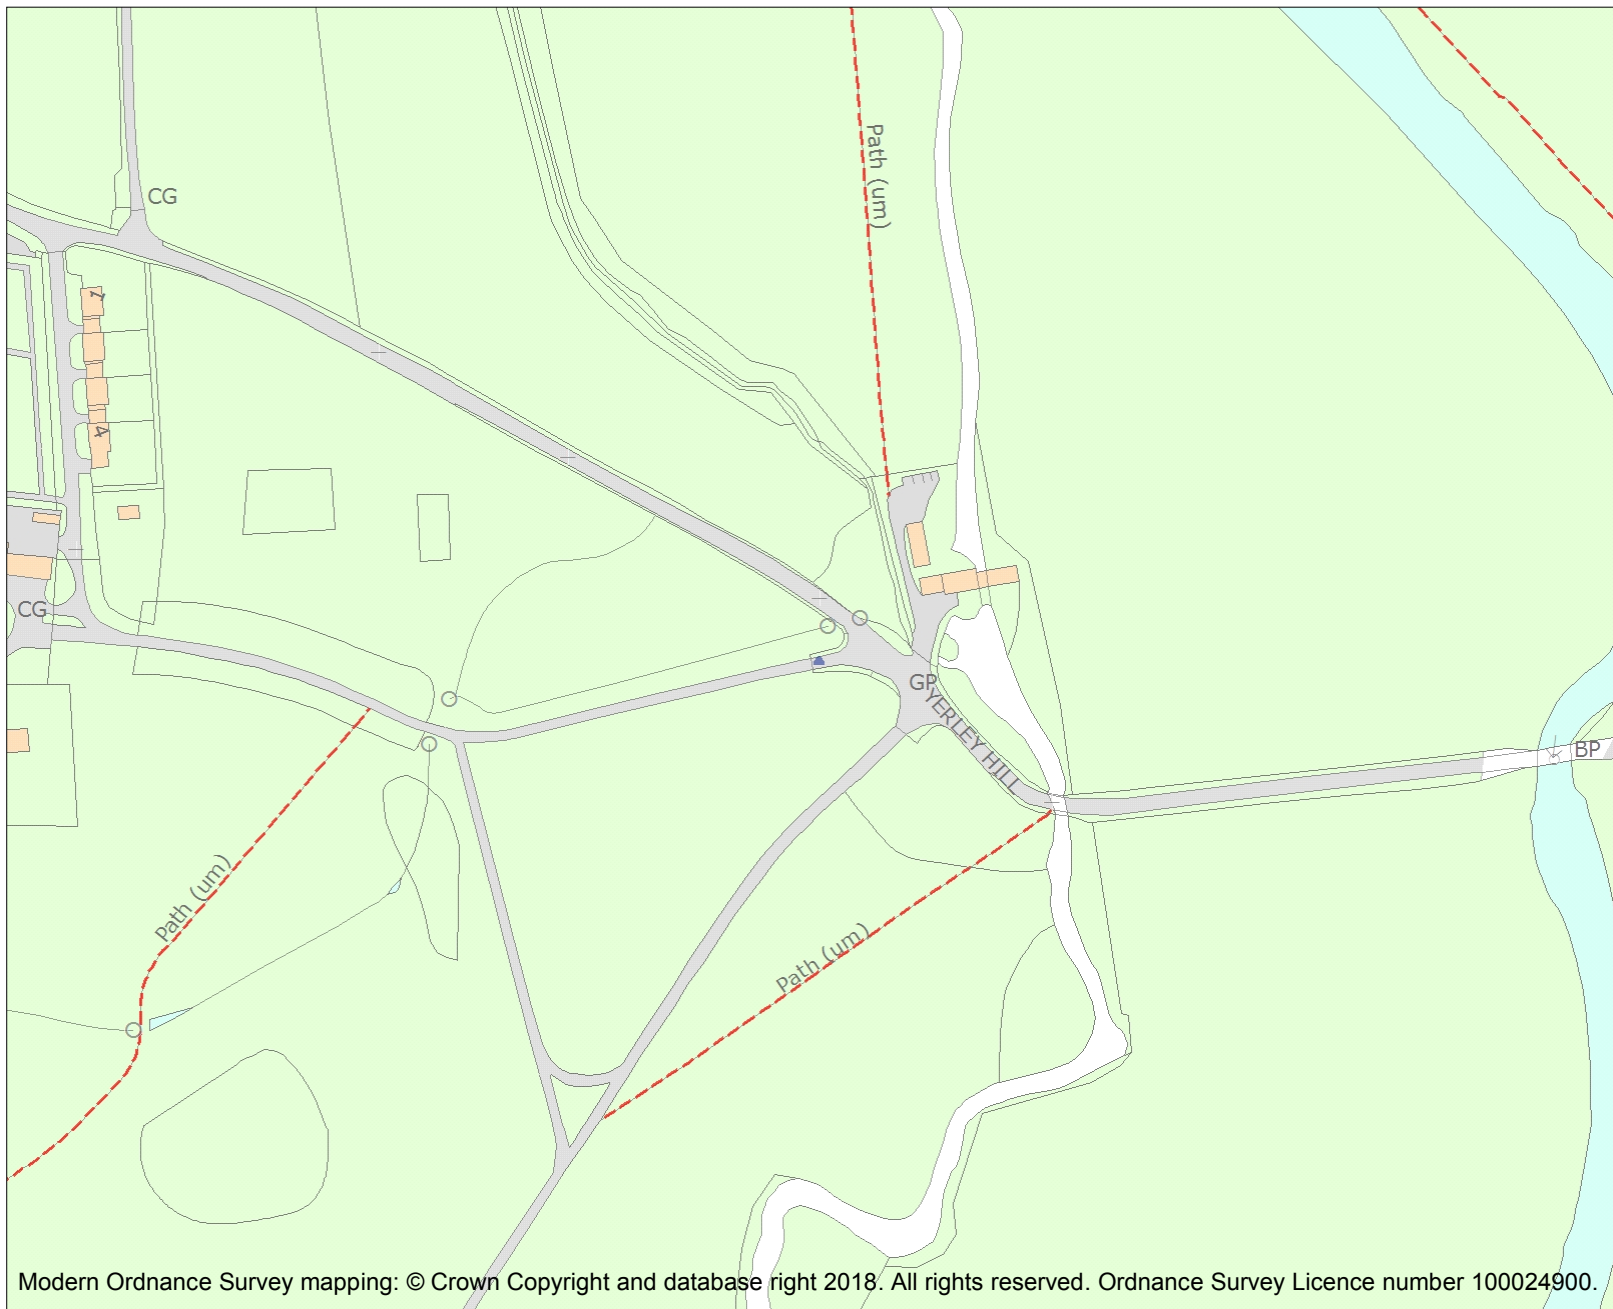 Path (um)
CG
1
4
CG
GP
YERLEY HILL
BP
Path (um)
Path (um)
Modern Ordnance Survey mapping: © Crown Copyright and database right 2018. All rights reserved. Ordnance Survey Licence number 100024900.